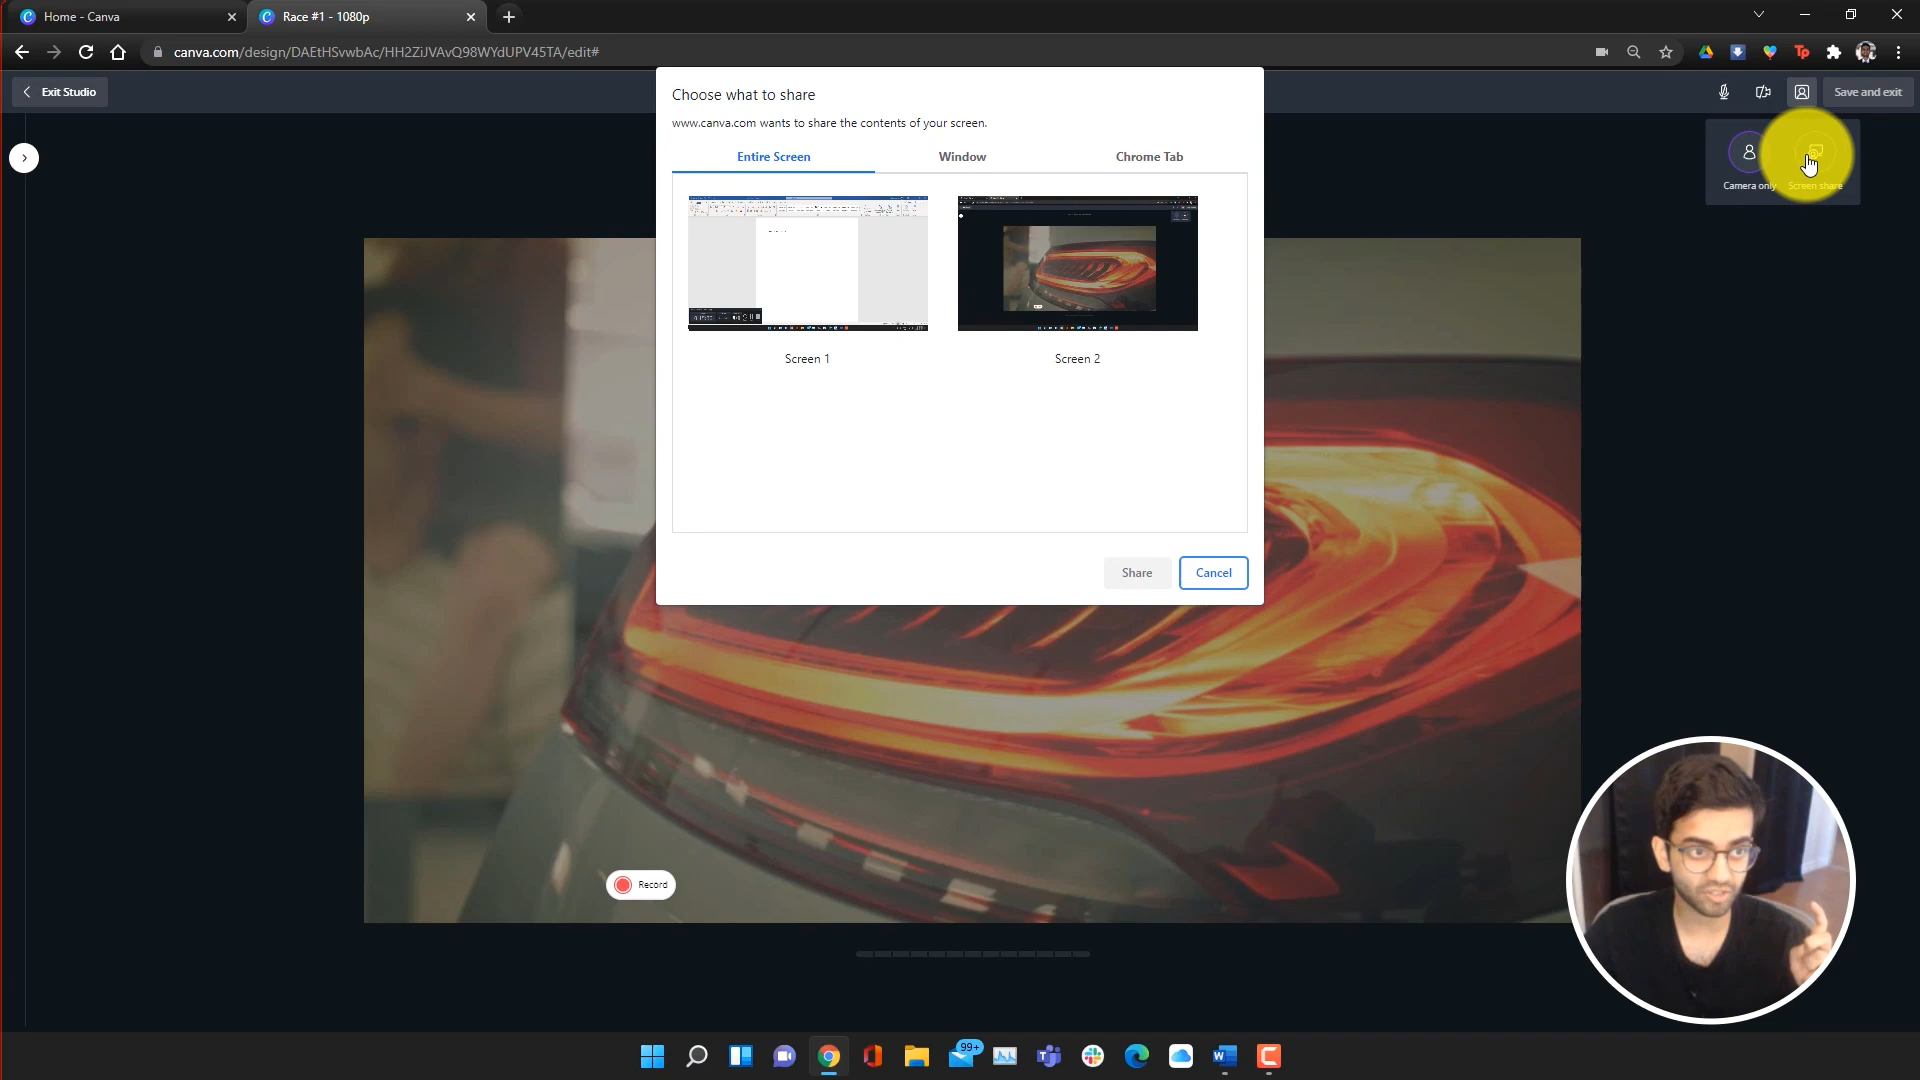 Home - Canva
Race #1 - 1080p
canva.com/design/DAEtHSvwbAc/HH2ZiJVAvQ98WYdUPV45TA/edit#
Tp
Exit Studio
Save and exit
Choose what to share
www.canva.com wants to share the contents of your screen.
Entire Screen
Window
Chrome Tab
Camera only
Screen share
Screen 1
Screen 2
Share
Cancel
Record
99+